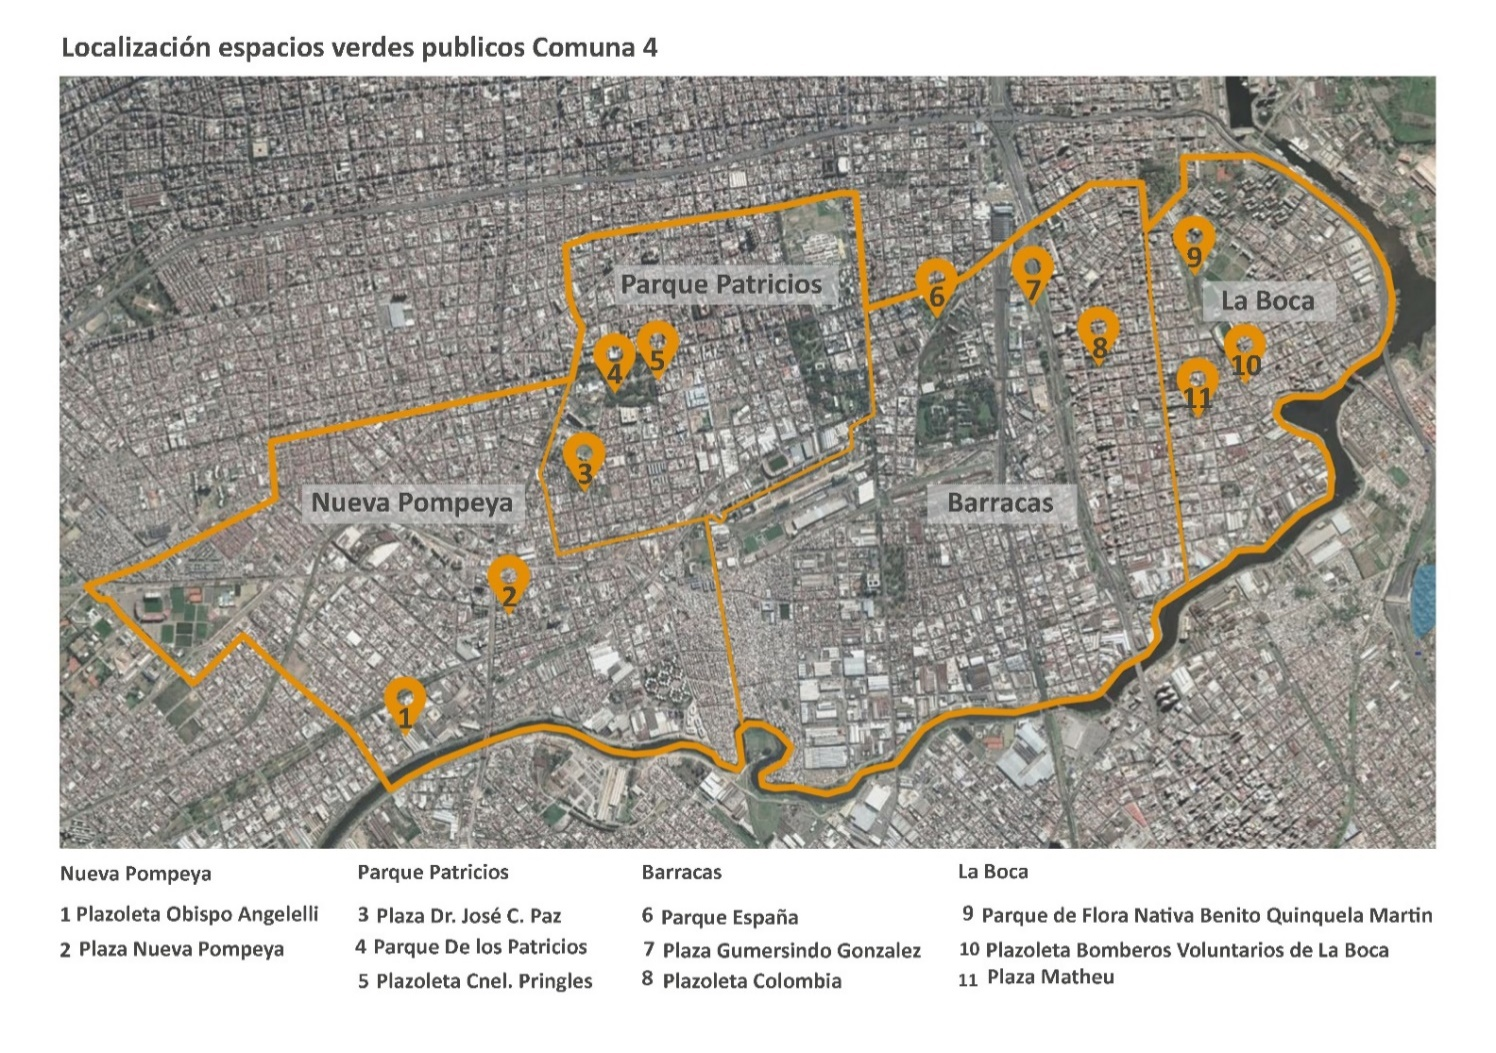 Localización espacios verdes publicos Comuna 4
9
Parque Patricios
6
7
La Boca
8
5
4
10
11
3
Nueva Pompeya
Barracas
2
1
Nueva Pompeya
1 Plazoleta Obispo Angelelli
2 Plaza Nueva Pompeya
Parque Patricios
3 Plaza Dr. José C. Paz
4 Parque De los Patricios
5 Plazoleta Cnel. Pringles
Barracas
6 Parque España
7 Plaza Gumersindo Gonzalez
8 Plazoleta Colombia
La Boca
9 Parque de Flora Nativa Benito Quinquela Martin
10 Plazoleta Bomberos Voluntarios de La Boca
11 Plaza Matheu